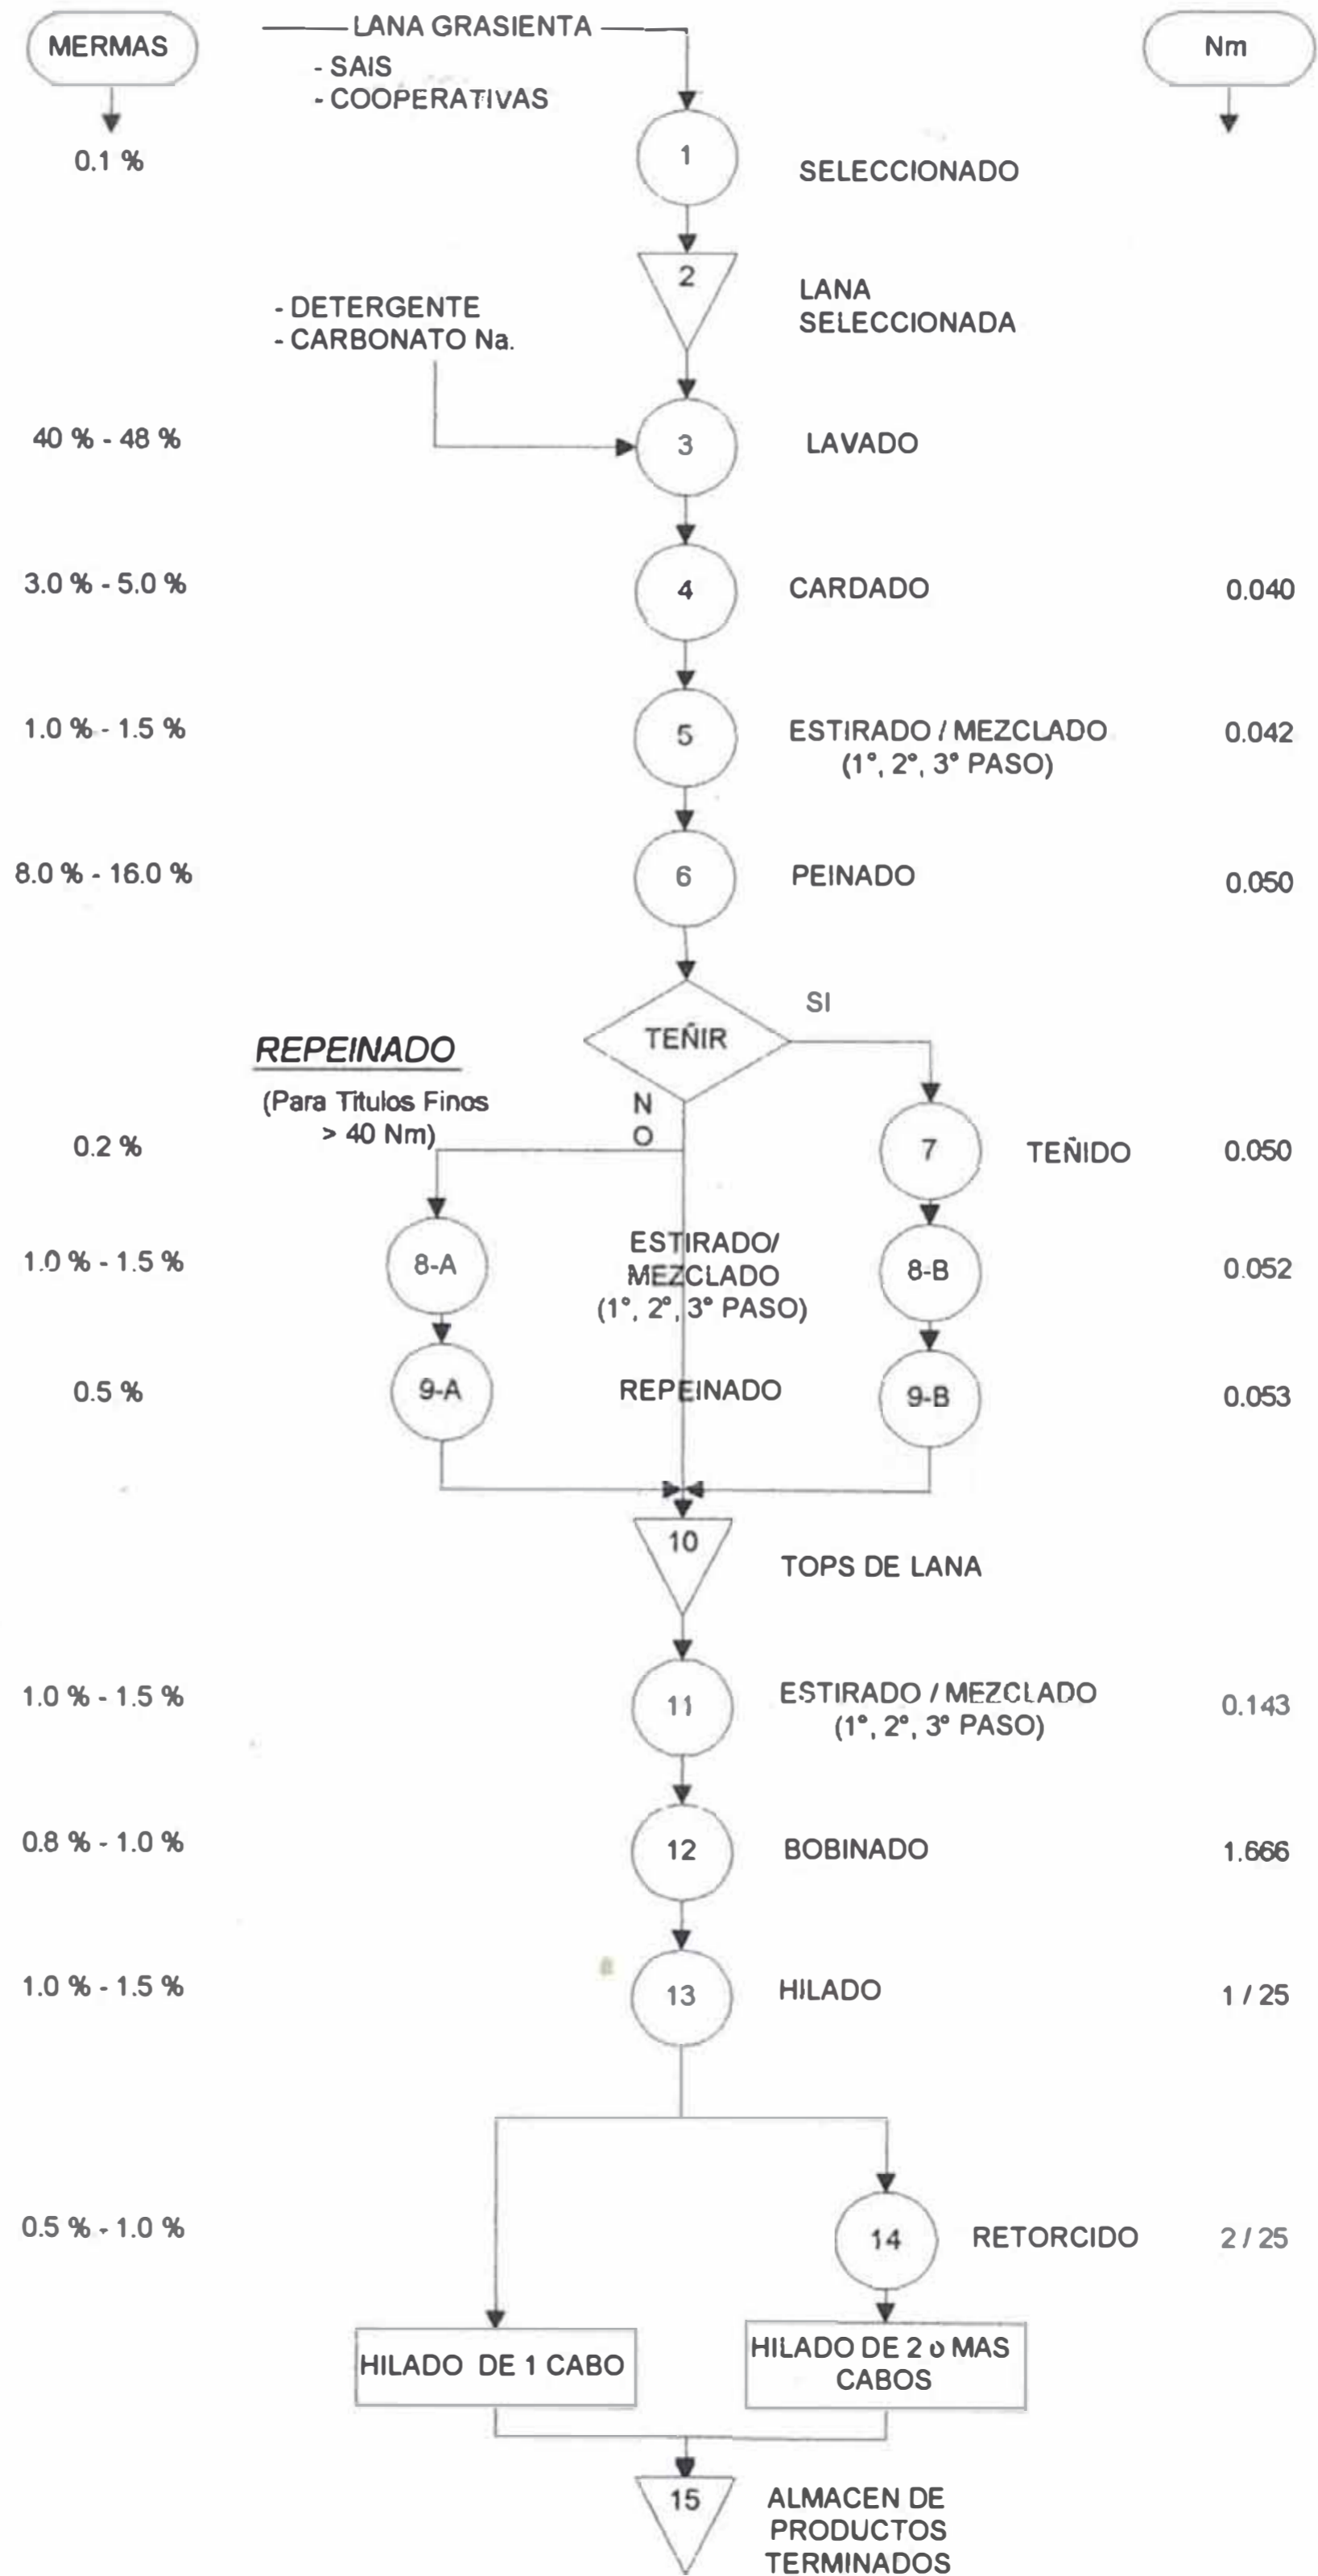 MERMAS
LANA GRASIENTA
Nm
- SAIS
- COOPERATIVAS
0.1 %
1
SELECCIONADO
2
LANA
SELECCIONADA
- DETERGENTE
- CARBONATO Na.
40 % - 48 %
3
LAVADO
3.0 % - 5.0 %
4
CARDADO
0.040
1.0 % - 1.5 %
5
ESTIRADO / MEZCLADO
(1°, 2°, 3° PASO)
0.042
8.0 % - 16.0 %
6
PEINADO
0.050
TEÑIR
SI
NO
REPEINADO
(Para Titulos Finos
> 40 Nm)
0.2 %
7
TEÑIDO
0.050
1.0 % - 1.5 %
8-A
ESTIRADO/
MEZCLADO
(1°, 2°, 3° PASO)
8-B
0.052
0.5 %
9-A
REPEINADO
9-B
0.053
10
TOPS DE LANA
1.0 % - 1.5 %
11
ESTIRADO / MEZCLADO
(1°, 2°, 3° PASO)
0.143
0.8 % - 1.0 %
12
BOBINADO
1.666
1.0 % - 1.5 %
13
HILADO
1 / 25
0.5 % - 1.0 %
14
RETORCIDO
2 / 25
HILADO DE 1 CABO
HILADO DE 2 o MAS
CABOS
15
ALMACEN DE
PRODUCTOS
TERMINADOS